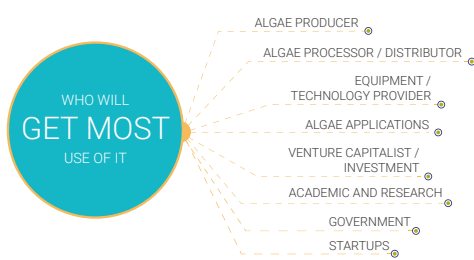 WHO WILL
GET MOST
USE OF IT
ALGAE PRODUCER
ALGAE PROCESSOR / DISTRIBUTOR
EQUIPMENT /
TECHNOLOGY PROVIDER
ALGAE APPLICATIONS
VENTURE CAPITALIST /
INVESTMENT
ACADEMIC AND RESEARCH
GOVERNMENT
STARTUPS